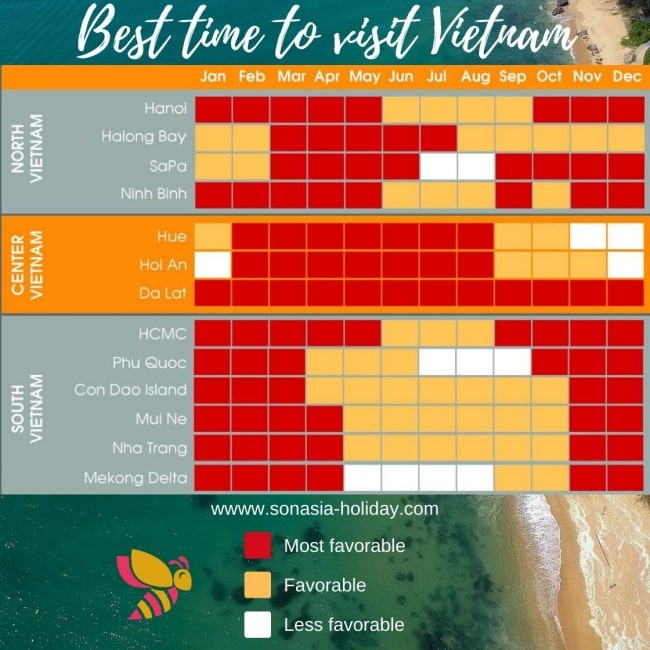 Best time to visit Vietnam
Jan Feb Mar Apr May Jun Jul Aug Sep Oct Nov Dec
NORTH
VIETNAM
Hanoi
Halong Bay
SaPa
Ninh Binh
CENTER
VIETNAM
Hue
Hoi An
Da Lat
SOUTH
VIETNAM
HCMC
Phu Quoc
Con Dao Island
Mui Ne
Nha Trang
Mekong Delta
wwww.sonasia-holiday.com
Most favorable
Favorable
Less favorable